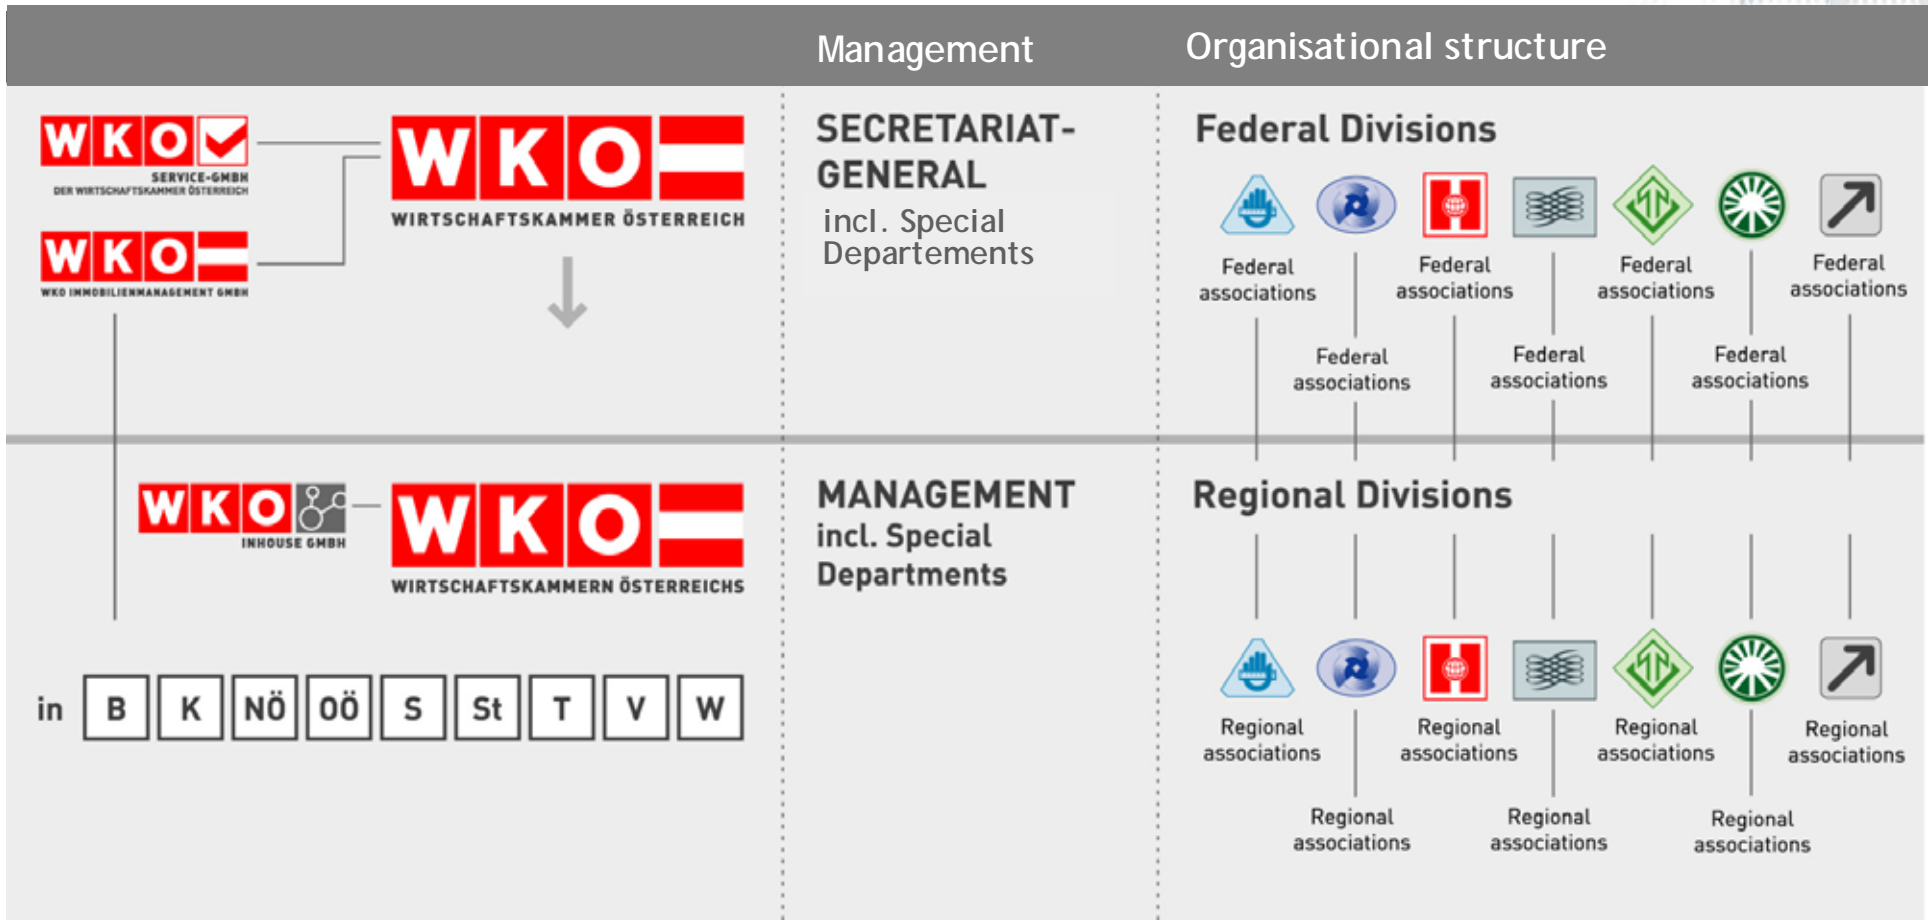 Management
Organisational structure
WKO
SERVICE-GMBH
DER WIRTSCHAFTSKAMMER ÖSTERREICH
WKO
WKO IMMOBILIENMANAGEMENT GMBH
WKO
WIRTSCHAFTSKAMMER ÖSTERREICH
SECRETARIAT-
GENERAL
incl. Special
Departements
Federal Divisions
Federal
associations
Federal
associations
Federal
associations
Federal
associations
Federal
associations
Federal
associations
Federal
associations
WKO
INHOUSE GMBH
WKO
WIRTSCHAFTSKAMMERN ÖSTERREICHS
in B K NÖ OÖ S St T V W
MANAGEMENT
incl. Special
Departments
Regional Divisions
H
H
Regional
associations
Regional
associations
Regional
associations
Regional
associations
Regional
associations
Regional
associations
Regional
associations